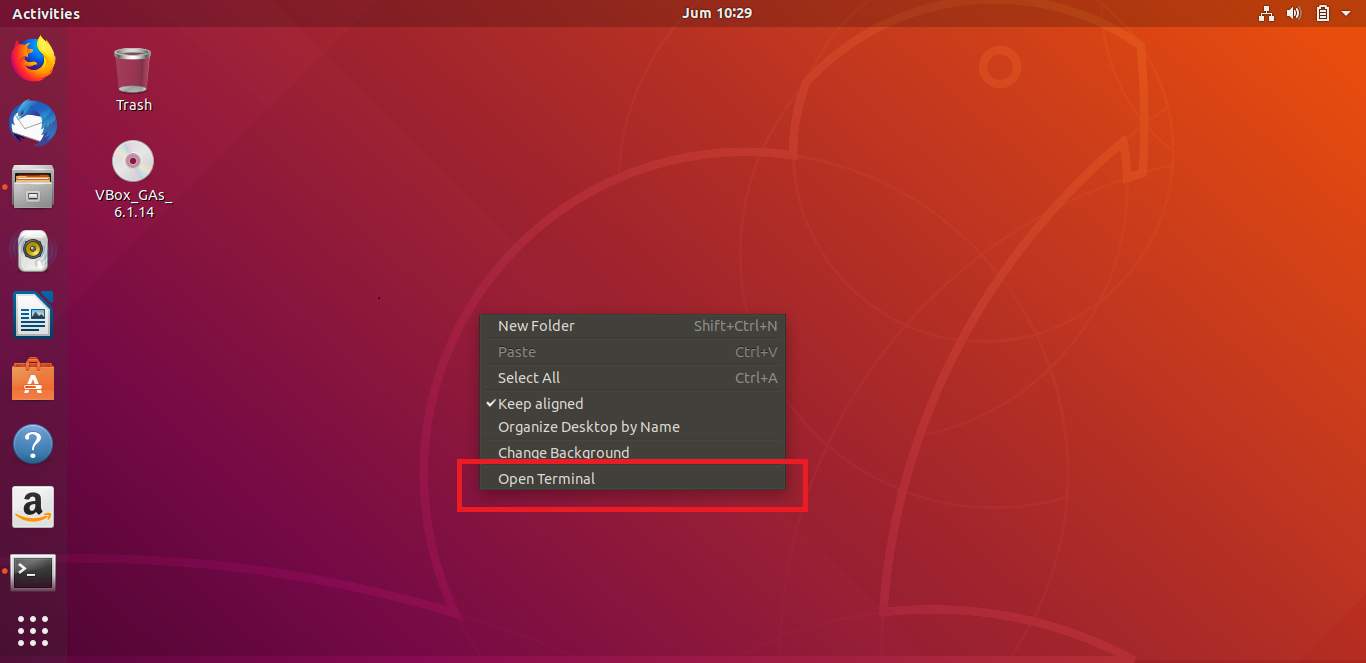 Activities
Jum 10:29
Trash
VBox_GAs_
6.1.14
New Folder Shift+Ctrl+N
Paste Ctrl+V
Select All Ctrl+A
Keep aligned
Organize Desktop by Name
Change Background
Open Terminal